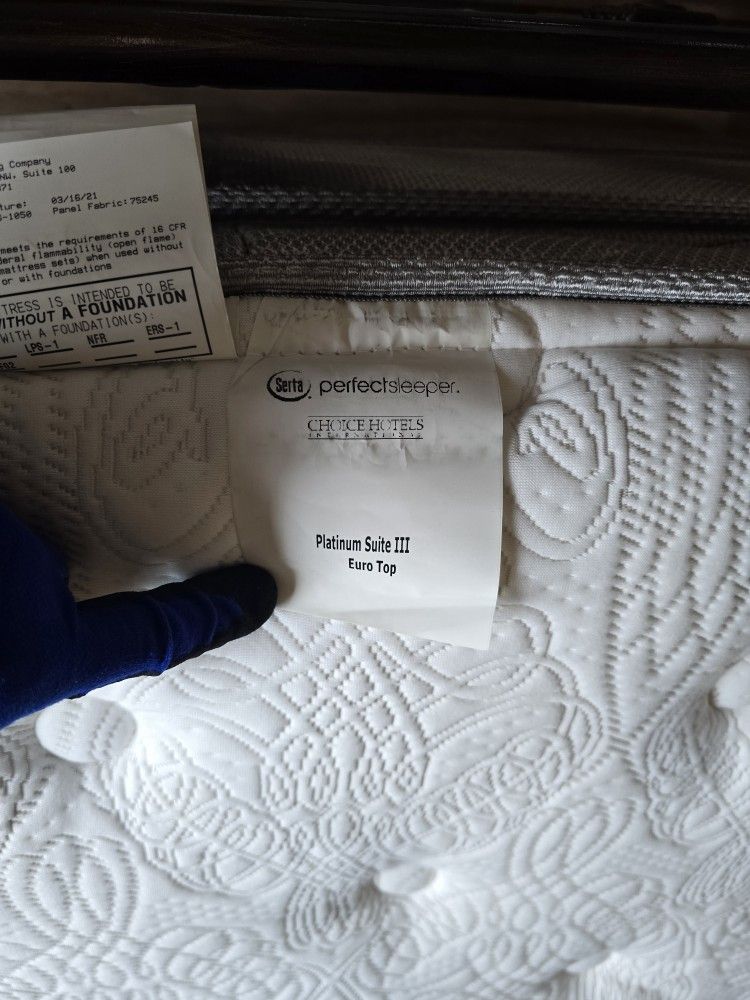 g Company
NW, Suite 100
71
ture: 03/16/21
-1050 Panel Fabric: 75245
meets the requirements of 16 CFR
deral flammability (open flame)
mattress sets) when used without
or with foundations
TRESS IS INTENDED TO BE
WITHOUT A FOUNDATION
WITH A FOUNDATION(S):
LPS-1 NFR ERS-1
Serta perfectsleeper.
CHOICE HOTELS
INTERNATIONAL
Platinum Suite III
Euro Top